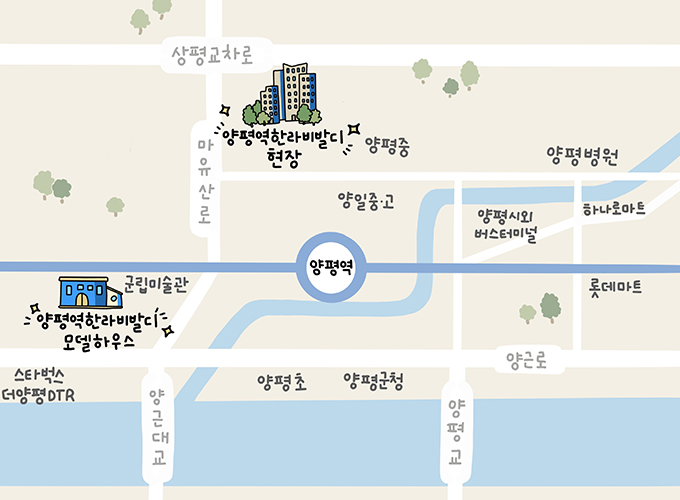 상평교차로
양평역한라비발디
현장
양평중
양평병원
마유산로
양일중·고
양평시외
버스터미널
하나로마트
양평역
군립미술관
롯데마트
양평역한라비발디
모델하우스
양근로
스타벅스
더양평DTR
양평초
양평군청
양근대교
양평교